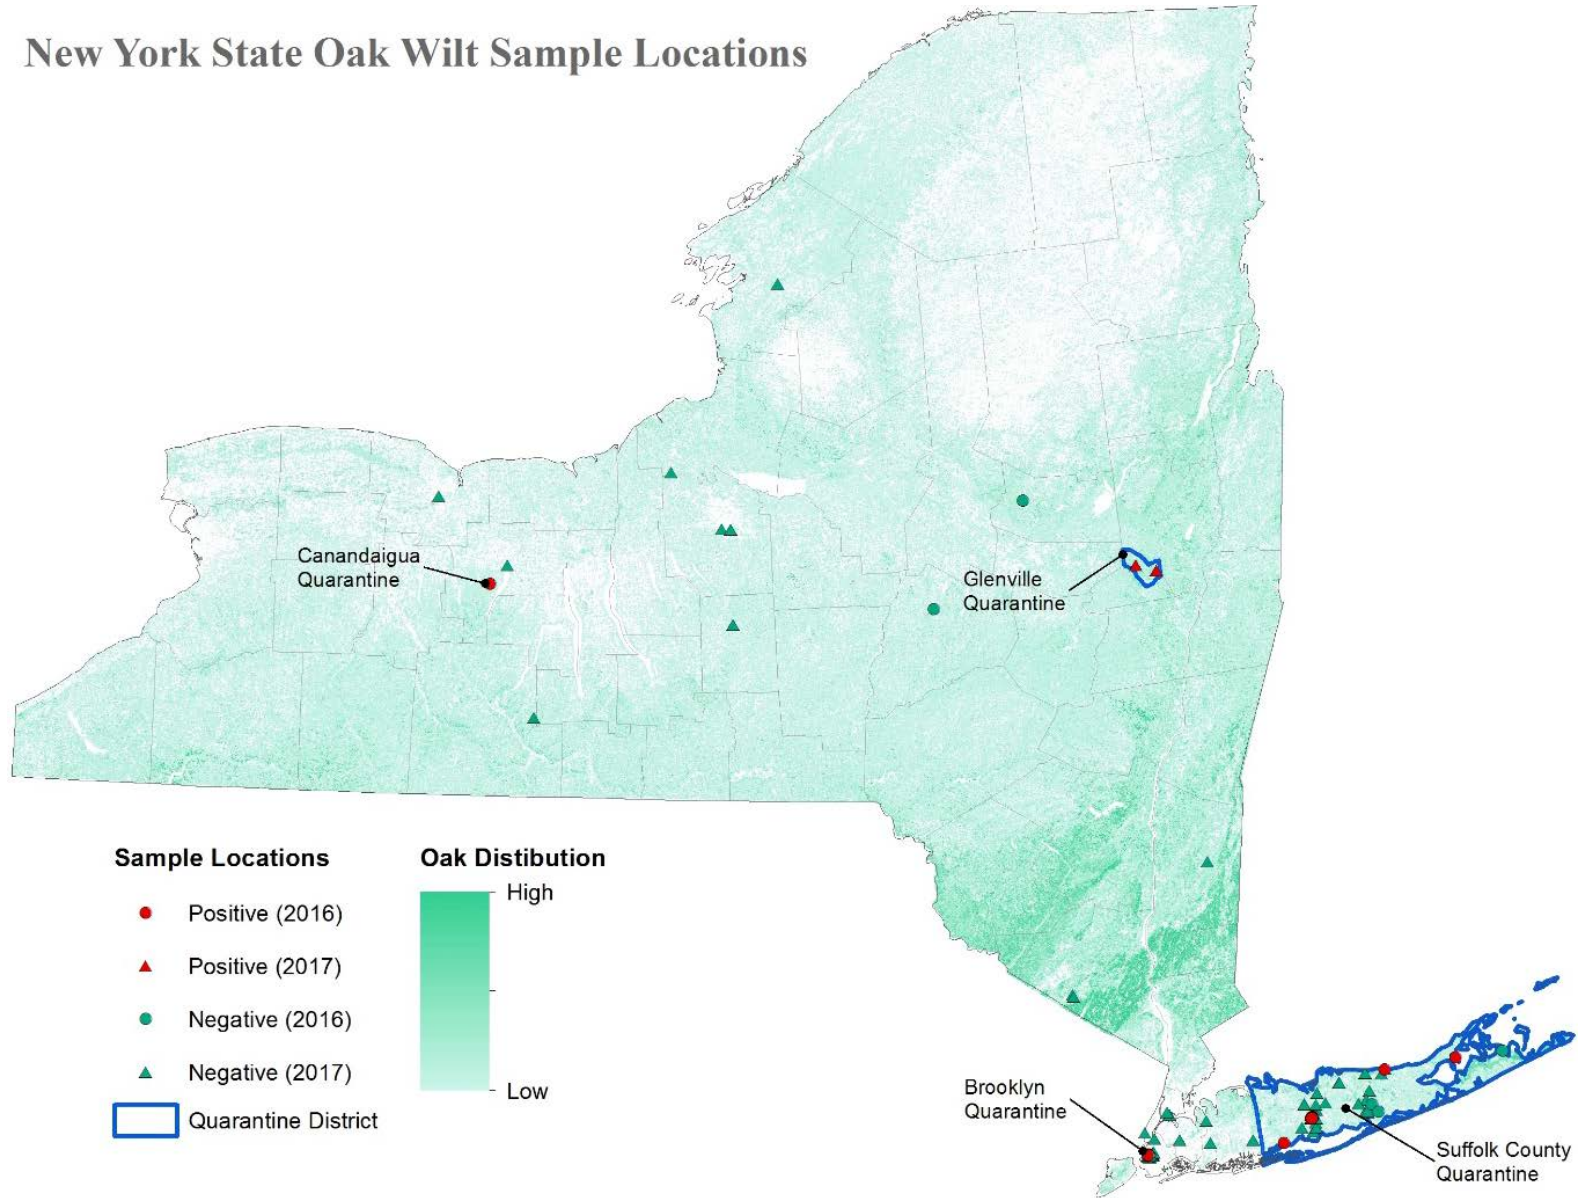 New York State Oak Wilt Sample Locations
Canandaigua
Quarantine
Glenville
Quarantine
Sample Locations
Positive (2016)
Positive (2017)
Negative (2016)
Negative (2017)
Quarantine District
Oak Distibution
High
Low
Brooklyn
Quarantine
Suffolk County
Quarantine